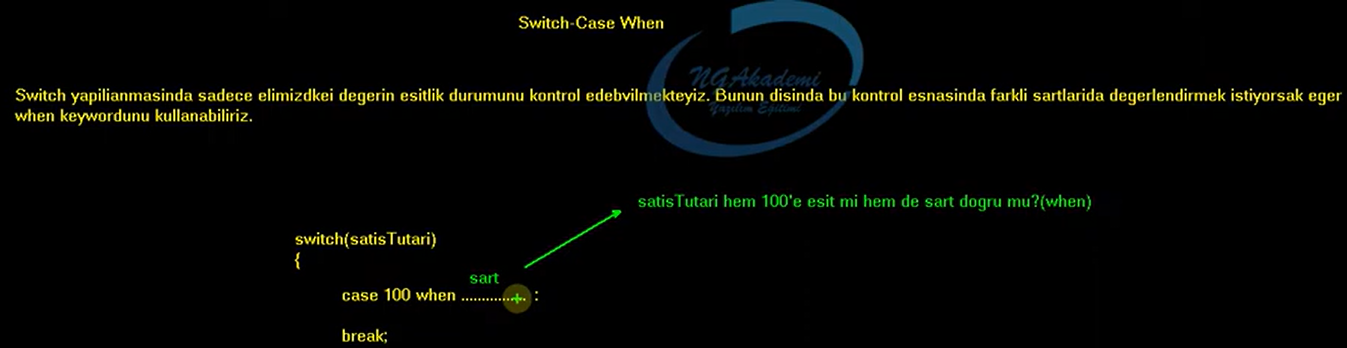 Switch-Case When
NGAkademi
Yazılım Eğitimi
Switch yapilianmasinda sadece elimizdkei degerin esitlik durumunu kontrol edebvilmekteyiz. Bunun disinda bu kontrol esnasinda farkli sartlarida degerlendirmek istiyorsak eger
when keywordunu kullanabiliriz.
satisTutari hem 100'e esit mi hem de sart dogru mu?(when)
switch(satisTutari)
{
sart
case 100 when ................ :
break;